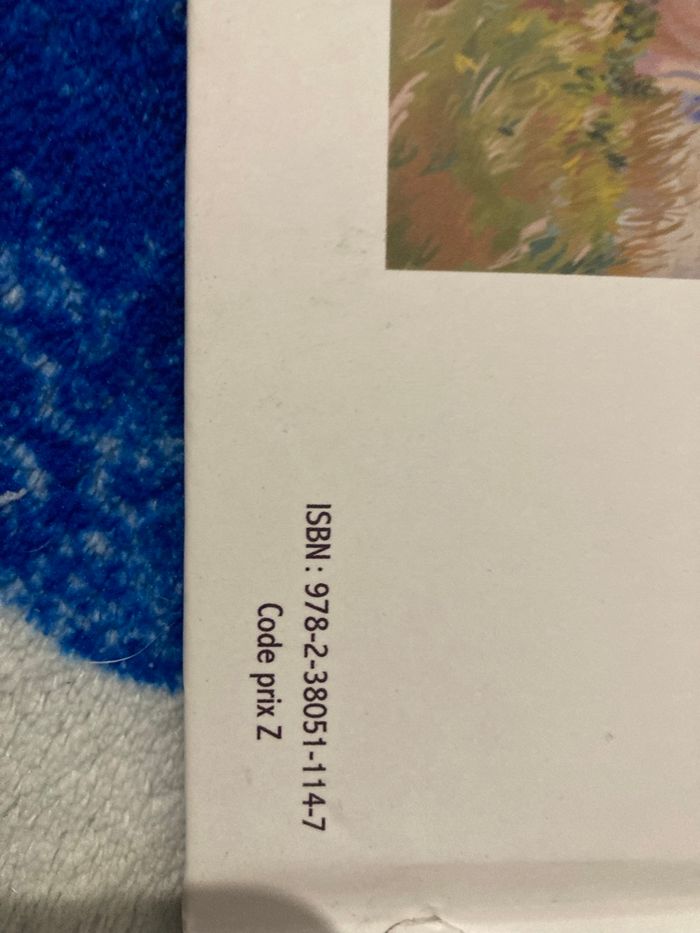 ISBN : 978-2-38051-114-7
Code prix Z